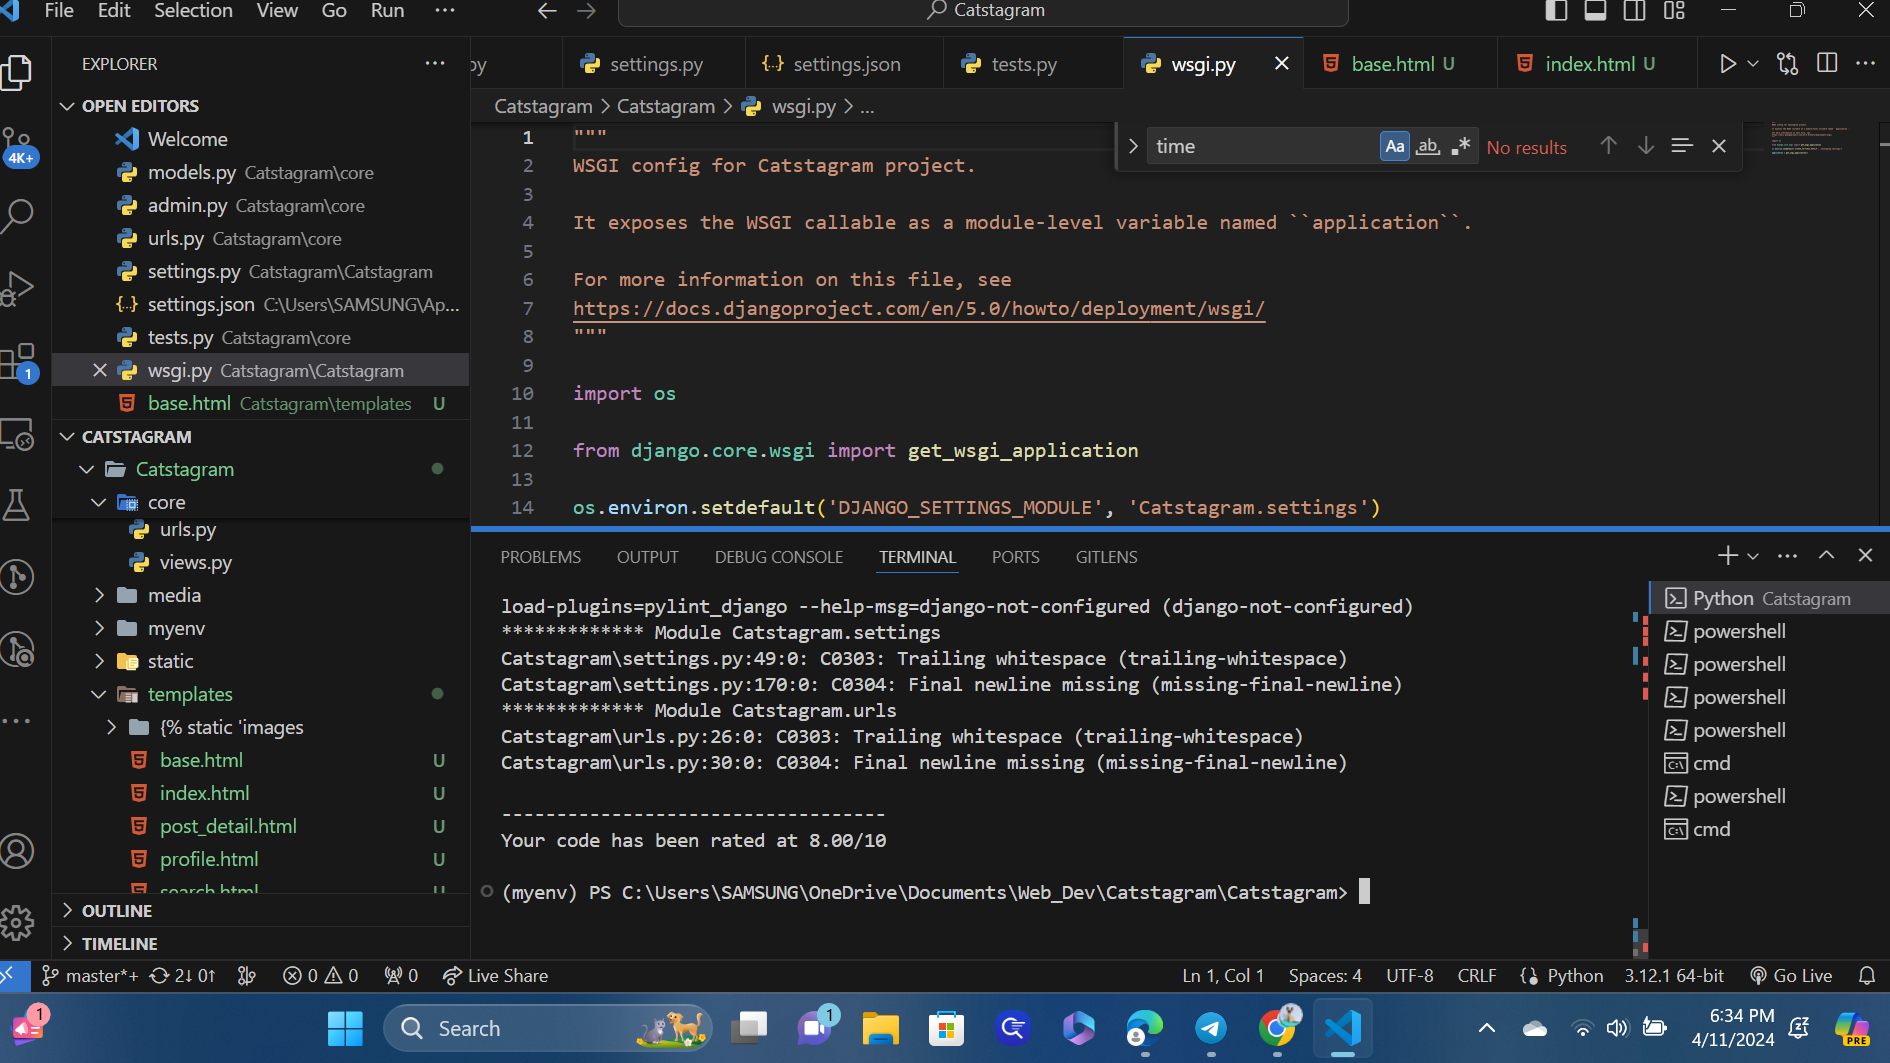 File Edit Selection View Go Run ···
Catstagram
EXPLORER
OPEN EDITORS
Welcome
models.py Catstagram\core
admin.py Catstagram\core
urls.py Catstagram\core
settings.py Catstagram\Catstagram
settings.json C:\Users\SAMSUNG\Ap...
tests.py Catstagram\core
wsgi.py Catstagram\Catstagram
base.html Catstagram\templates U
CATSTAGRAM
Catstagram
core
urls.py
views.py
media
myenv
static
templates
{% static 'images
base.html U
index.html U
post_detail.html U
profile.html U
search.html U
OUTLINE
TIMELINE
4K+
1
py settings.py settings.json tests.py wsgi.py base.html U index.html U
Catstagram > Catstagram > wsgi.py > ...
time Aa ab .* No results
1 """
2 WSGI config for Catstagram project.
3
4 It exposes the WSGI callable as a module-level variable named ``application``.
5
6 For more information on this file, see
7 https://docs.djangoproject.com/en/5.0/howto/deployment/wsgi/
8 """
9
10 import os
11
12 from django.core.wsgi import get_wsgi_application
13
14 os.environ.setdefault('DJANGO_SETTINGS_MODULE', 'Catstagram.settings')
PROBLEMS OUTPUT DEBUG CONSOLE TERMINAL PORTS GITLENS
load-plugins=pylint_django --help-msg=django-not-configured (django-not-configured)
************* Module Catstagram.settings
Catstagram\settings.py:49:0: C0303: Trailing whitespace (trailing-whitespace)
Catstagram\settings.py:170:0: C0304: Final newline missing (missing-final-newline)
************* Module Catstagram.urls
Catstagram\urls.py:26:0: C0303: Trailing whitespace (trailing-whitespace)
Catstagram\urls.py:30:0: C0304: Final newline missing (missing-final-newline)
-----------------------------------
Your code has been rated at 8.00/10
(myenv) PS C:\Users\SAMSUNG\OneDrive\Documents\Web_Dev\Catstagram\Catstagram>
Python Catstagram
powershell
powershell
powershell
powershell
cmd
powershell
cmd
master*+ 2↓ 0↑ 0 0 0 Live Share
Ln 1, Col 1 Spaces: 4 UTF-8 CRLF Python 3.12.1 64-bit Go Live
1
Search
1
6:34 PM
4/11/2024
PRE